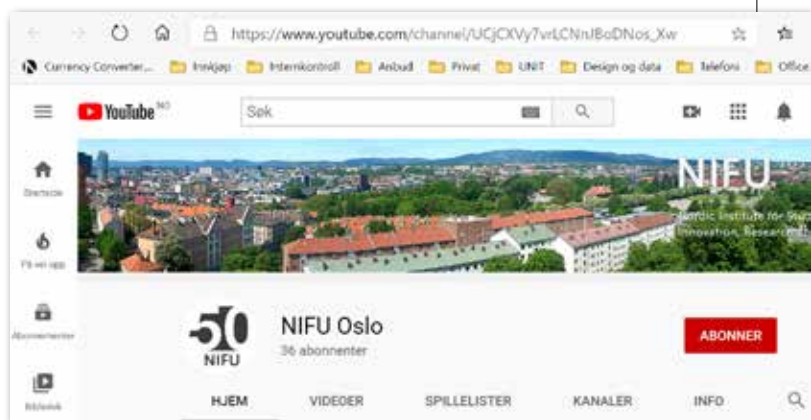 https://www.youtube.com/channel/UCjCXVy7vrLCNnJBoDNos_Xw
Currency Converter... Innkjøp Internkontroll Anbud Privat UNIT Design og data Telefoni Office
YouTube NO
Søk
NIFU
Nordic Institute for Stud
Innovation, Research
Startside
På vei opp
Abonnementer
Bibliotek
50
NIFU
NIFU Oslo
36 abonnenter
ABONNER
HJEM VIDEOER SPILLELISTER KANALER INFO